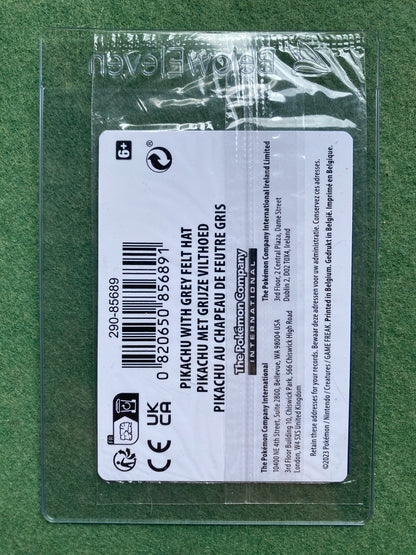 6+
®
290-85689
0 820650 856891
CE UK
CA
FR
PIKACHU WITH GREY FELT HAT
PIKACHU MET GRIJZE VILTHOED
PIKACHU AU CHAPEAU DE FEUTRE GRIS
The Pokémon Company
INTERNATIONAL
The Pokémon Company International
10400 NE 4th Street, Suite 2800, Bellevue, WA 98004 USA
3rd Floor Building 10, Chiswick Park, 566 Chiswick High Road
London, W4 5XS United Kingdom
The Pokémon Company International Ireland Limited
3rd Floor, 2 Central Plaza, Dame Street
Dublin 2, D02 T0X4, Ireland
Retain these addresses for your records. Bewaar deze adressen voor uw administratie. Conservez ces adresses.
©2023 Pokémon / Nintendo / Creatures / GAME FREAK. Printed in Belgium. Gedrukt in België. Imprimé en Belgique.